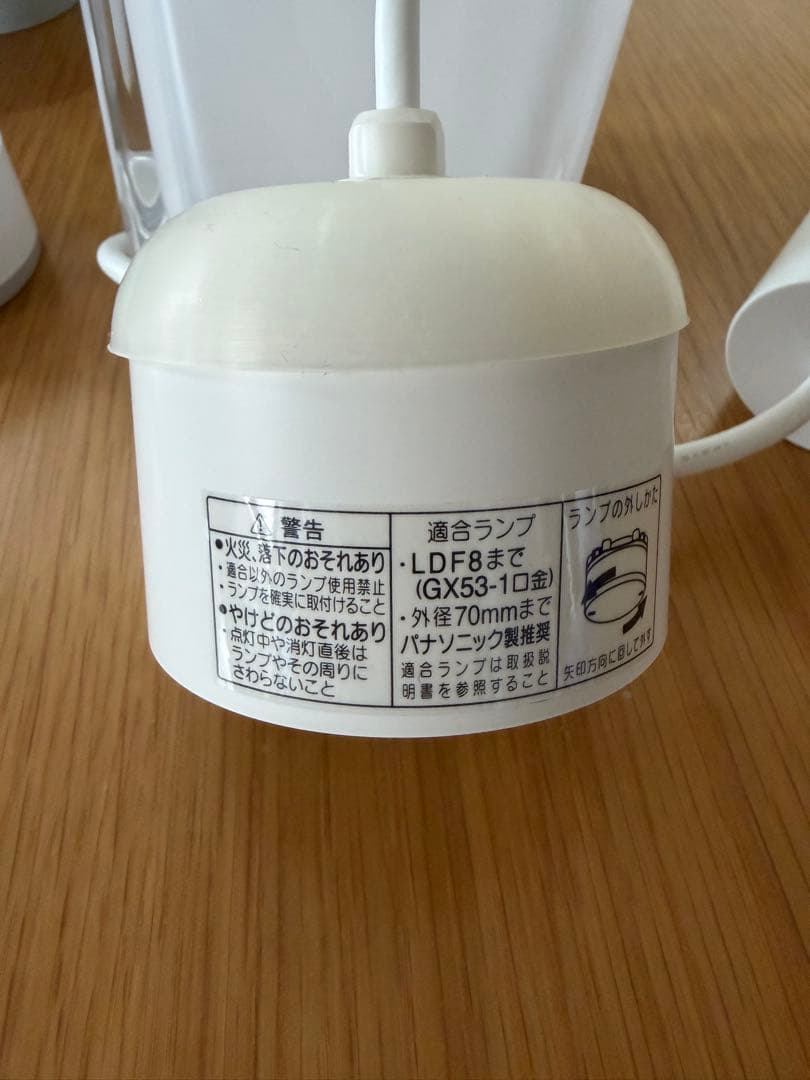 ⚠ 警告
●火災、落下のおそれあり
・適合以外のランプ使用禁止
・ランプを確実に取付けること
●やけどのおそれあり
・点灯中や消灯直後は
ランプやその周りに
さわらないこと
適合ランプ
・LDF8まで
(GX53-1口金)
・外径70mmまで
パナソニック製推奨
適合ランプは取扱説
明書を参照すること
ランプの外しかた
矢印方向に回して外す